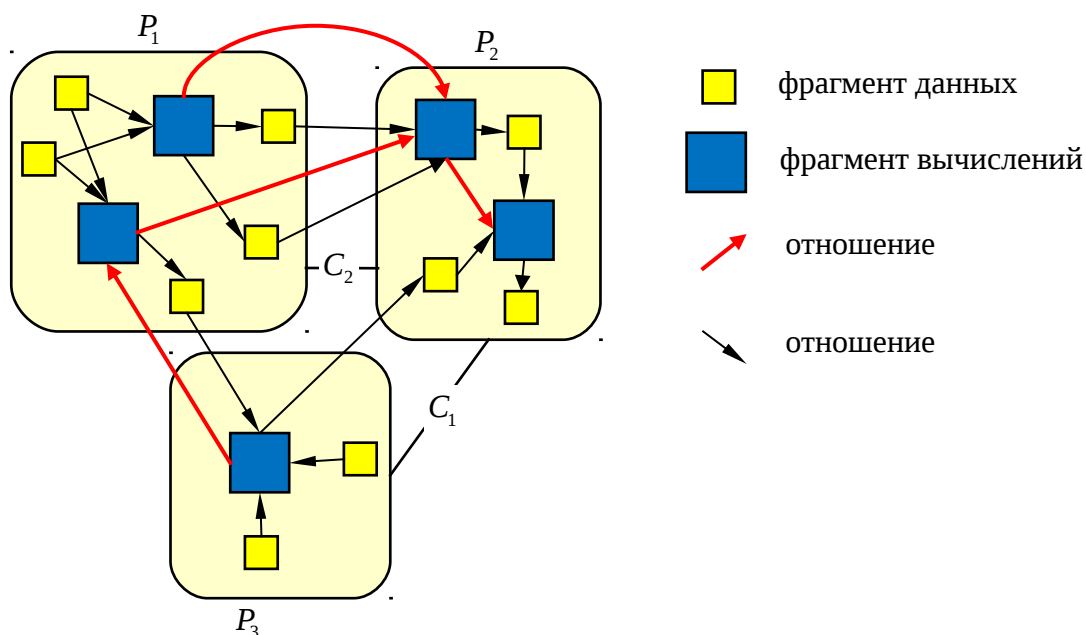 P1
P2
фрагмент данных
фрагмент вычислений
отношение
C2
отношение
C1
P3